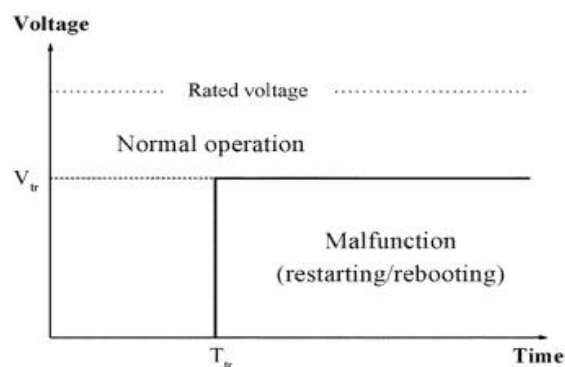 Voltage
Rated voltage
Normal operation
V tr
Malfunction
(restarting/rebooting)
T tr
Time